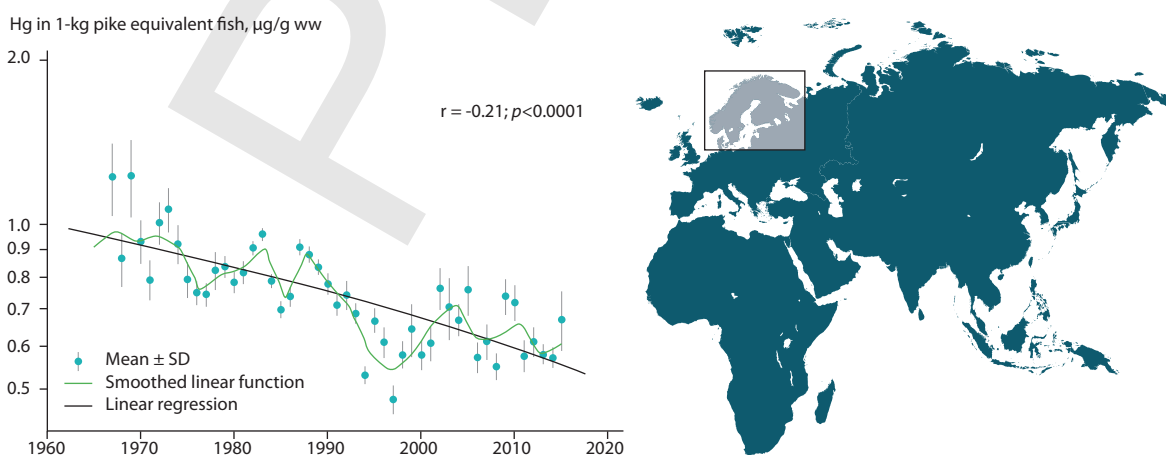 Hg in 1-kg pike equivalent fish, µg/g ww
2.0
r = -0.21; p<0.0001
1.0
0.9
0.8
0.7
0.6
0.5
Mean ± SD
Smoothed linear function
Linear regression
1960 1970 1980 1990 2000 2010 2020